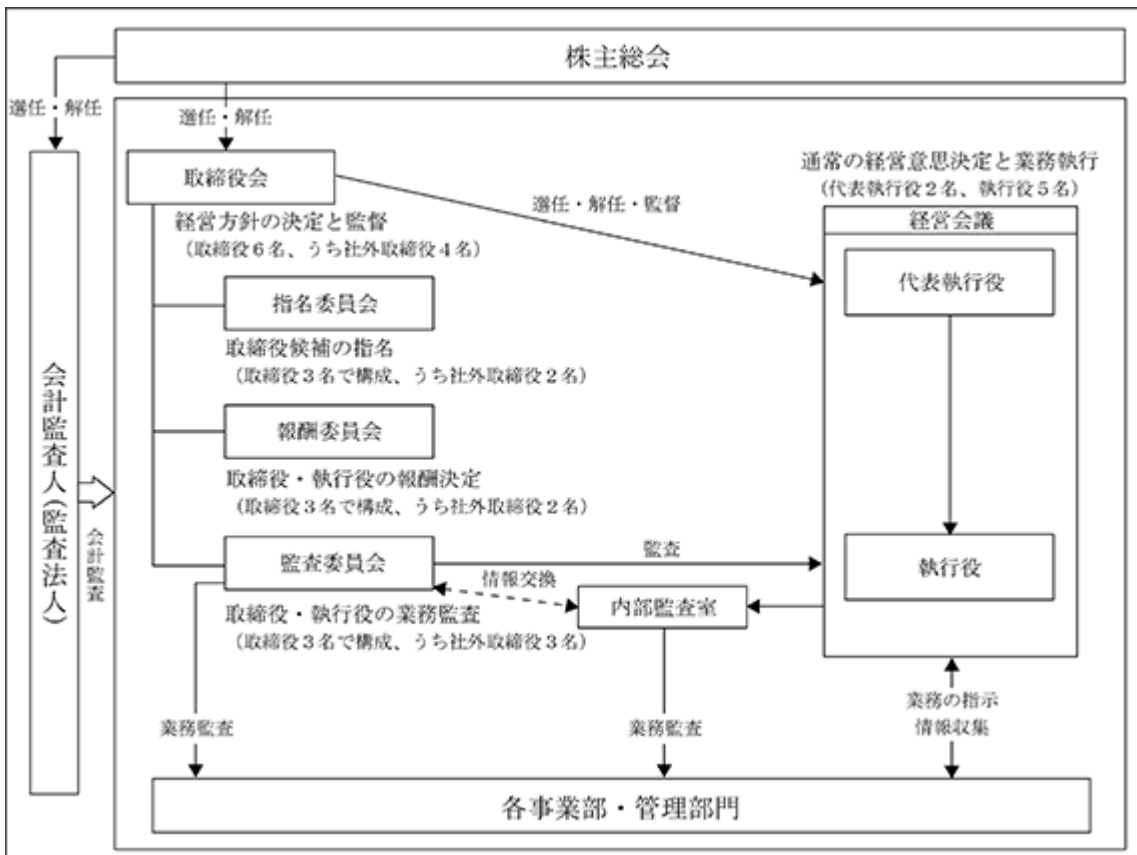 株主総会
選任・解任
選任・解任
取締役会
経営方針の決定と監督
(取締役6名、うち社外取締役4名)
選任・解任・監督
通常の経営意思決定と業務執行
(代表執行役2名、執行役5名)
経営会議
代表執行役
指名委員会
取締役候補の指名
(取締役3名で構成、うち社外取締役2名)
報酬委員会
取締役・執行役の報酬決定
(取締役3名で構成、うち社外取締役2名)
会計監査人(監査法人)
会計監査
監査委員会
監査
執行役
情報交換
内部監査室
取締役・執行役の業務監査
(取締役3名で構成、うち社外取締役3名)
業務監査
業務監査
業務の指示
情報収集
各事業部・管理部門